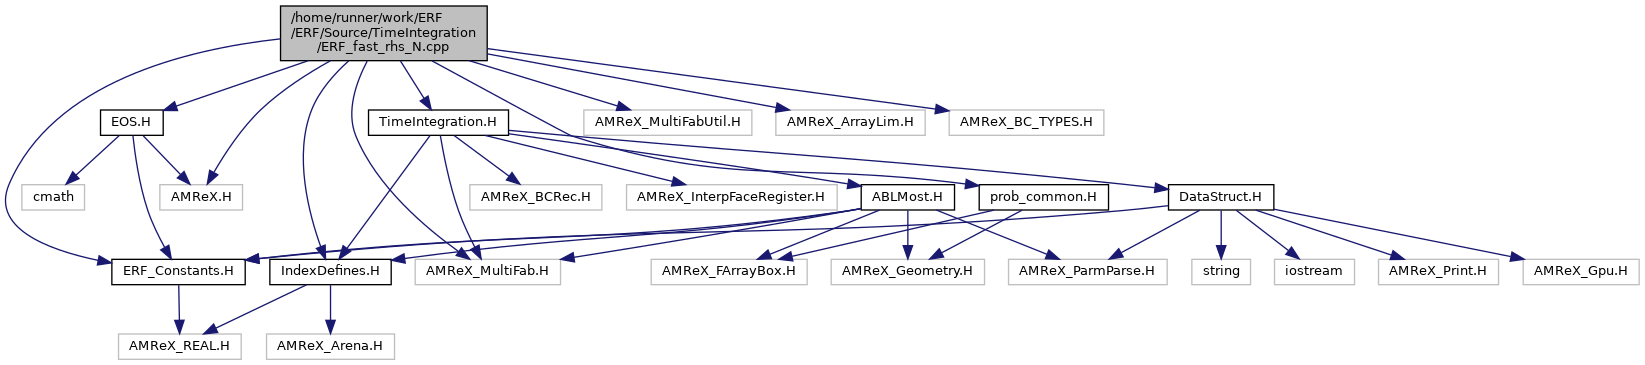 /home/runner/work/ERF
/ERF/Source/TimeIntegration
/ERF_fast_rhs_N.cpp
EOS.H
TimeIntegration.H
AMReX_MultiFabUtil.H
AMReX_ArrayLim.H
AMReX_BC_TYPES.H
cmath
AMReX.H
AMReX_BCRec.H
AMReX_InterpFaceRegister.H
ABLMost.H
prob_common.H
DataStruct.H
ERF_Constants.H
IndexDefines.H
AMReX_MultiFab.H
AMReX_FArrayBox.H
AMReX_Geometry.H
AMReX_ParmParse.H
string
iostream
AMReX_Print.H
AMReX_Gpu.H
AMReX_REAL.H
AMReX_Arena.H